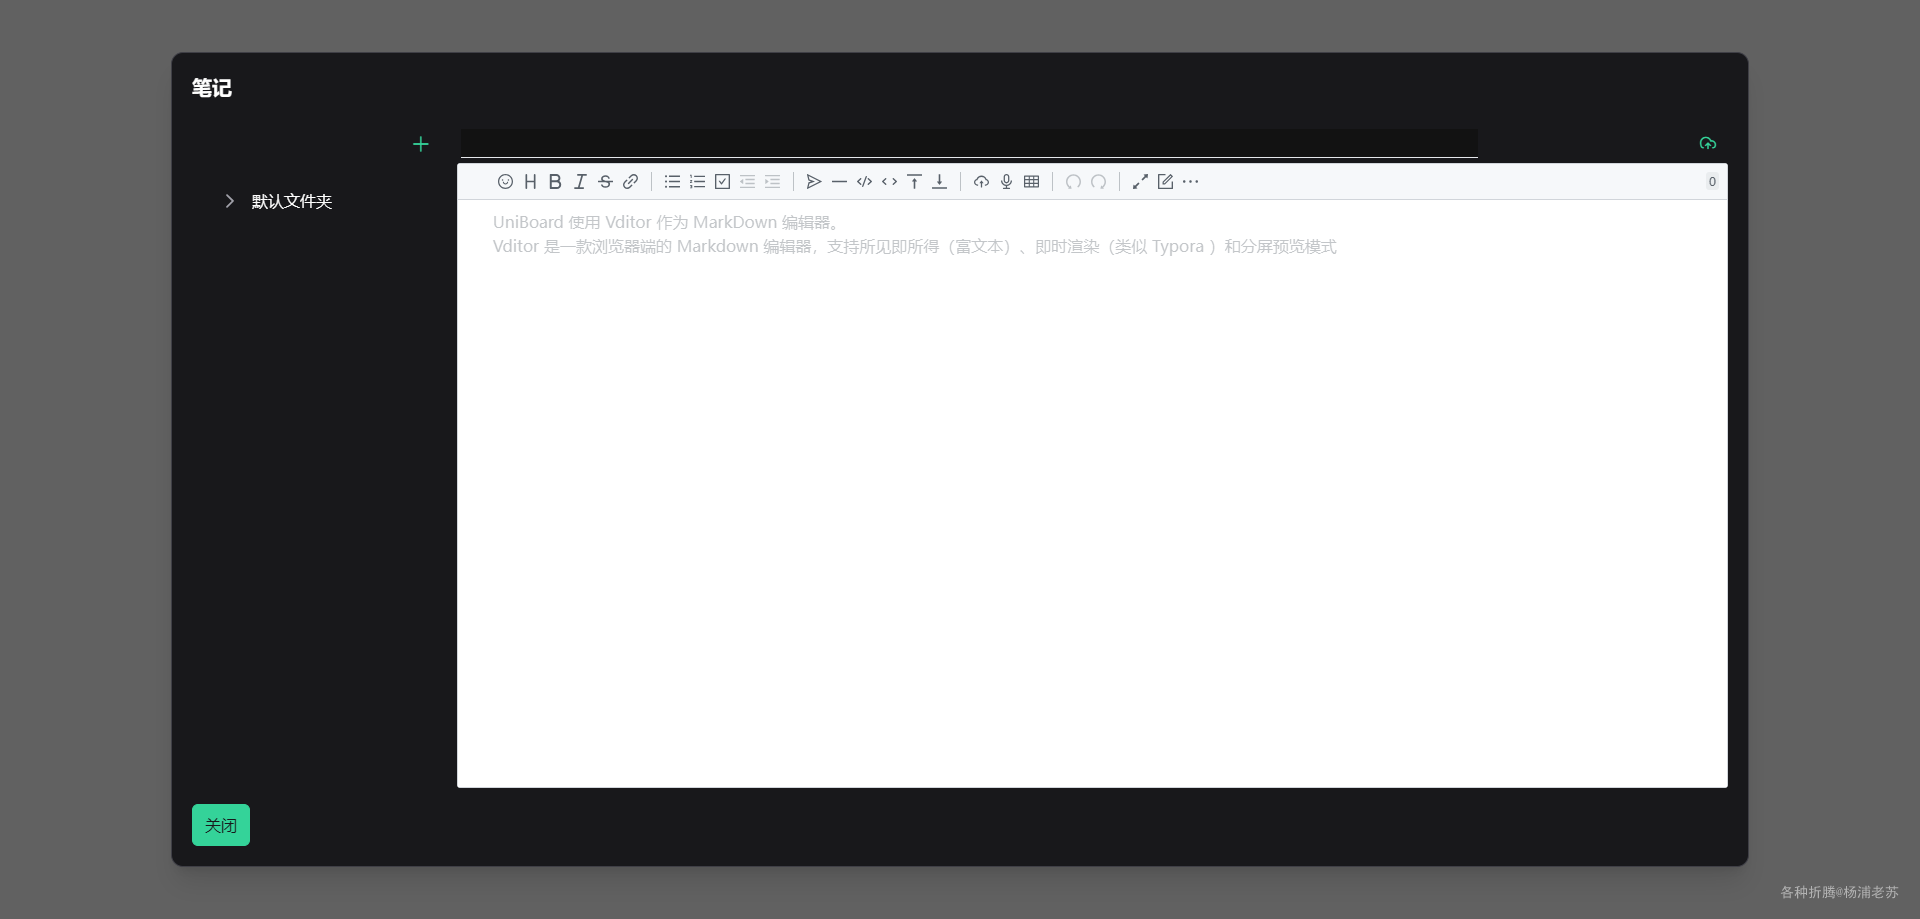 笔记
默认文件夹
0
UniBoard 使用 Vditor 作为 MarkDown 编辑器。
Vditor 是一款浏览器端的 Markdown 编辑器，支持所见即所得（富文本）、即时渲染（类似 Typora ）和分屏预览模式
关闭
各种折腾@杨浦老苏